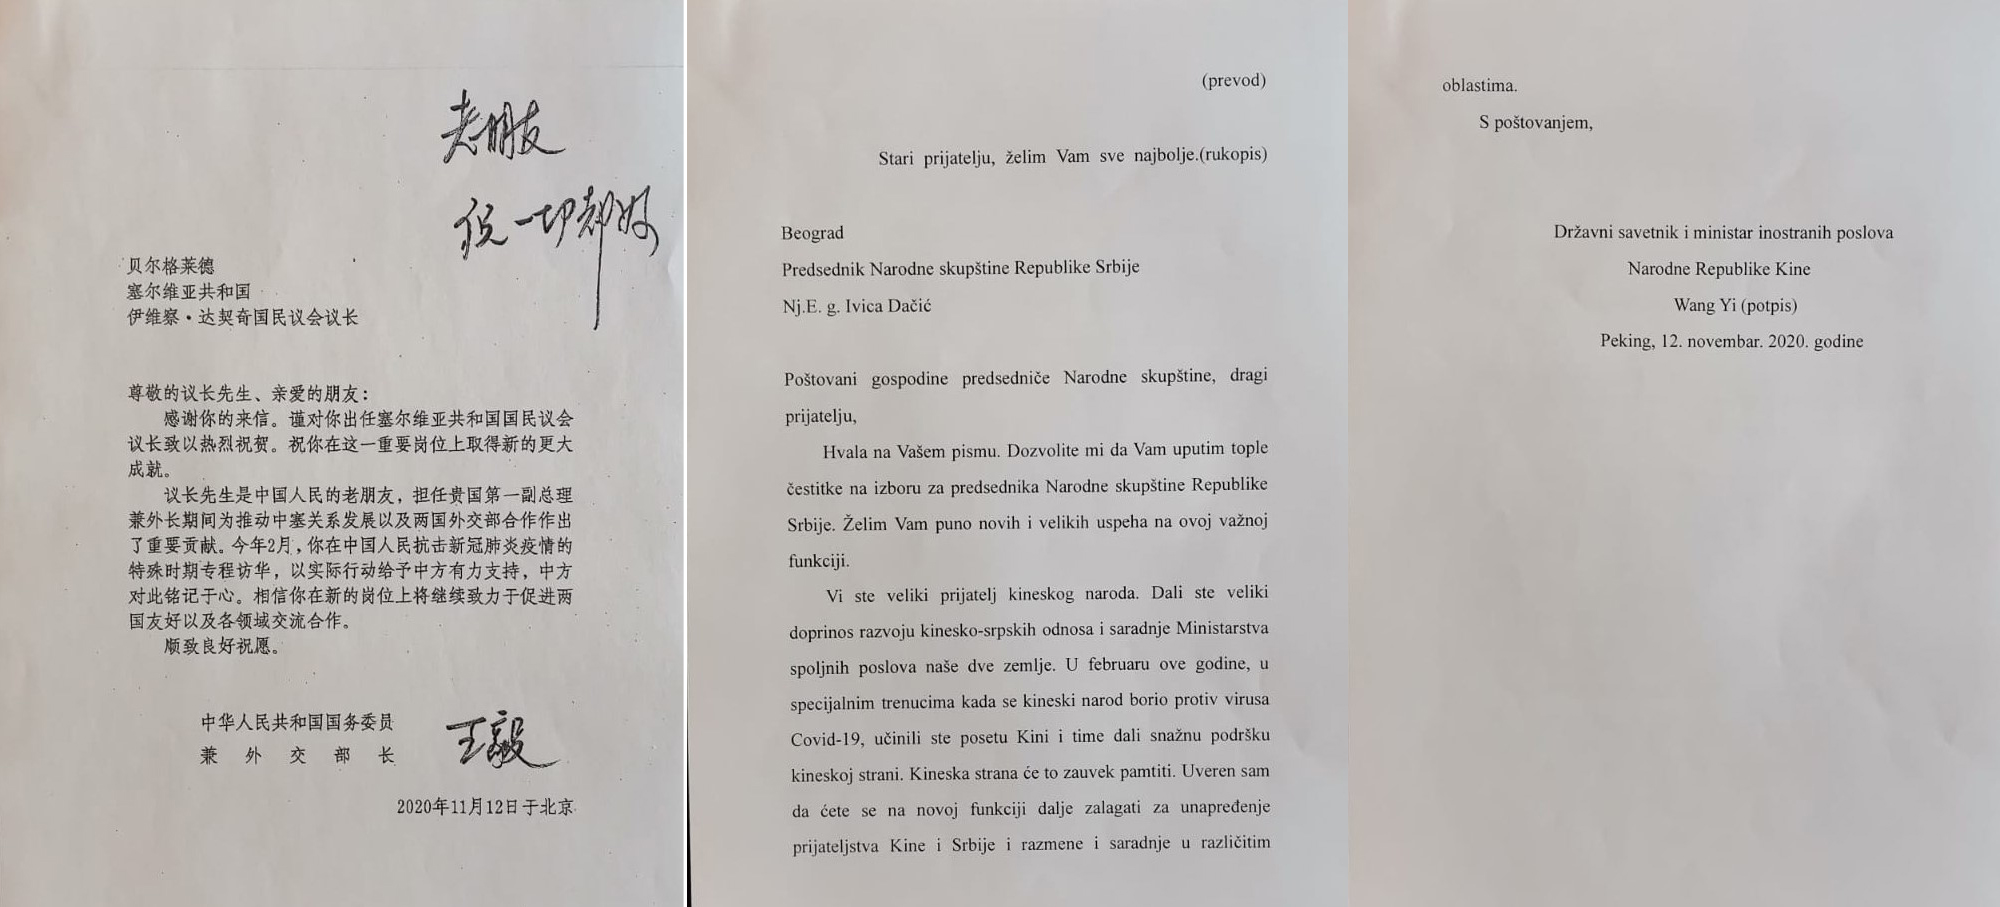 老朋友
祝一切都好
贝尔格莱德
塞尔维亚共和国
伊维察·达契奇国民议会议长
尊敬的议长先生、亲爱的朋友：
感谢你的来信。谨对你出任塞尔维亚共和国国民议会
议长致以热烈祝贺。祝你在这一重要岗位上取得新的更大
成就。
议长先生是中国人民的老朋友，担任贵国第一副总理
兼外长期间为推动中塞关系发展以及两国外交部合作作出
了重要贡献。今年2月，你在中国人民抗击新冠肺炎疫情的
特殊时期专程访华，以实际行动给予中方有力支持，中方
对此铭记于心。相信你在新的岗位上将继续致力于促进两
国友好以及各领域交流合作。
顺致良好祝愿。
中华人民共和国国务委员
兼外交部长
王毅
2020年11月12日于北京
(prevod)
Stari prijatelju, želim Vam sve najbolje.(rukopis)
Beograd
Predsednik Narodne skupštine Republike Srbije
Nj.E. g. Ivica Dačić
Poštovani gospodine predsedniče Narodne skupštine, dragi
prijatelju,
Hvala na Vašem pismu. Dozvolite mi da Vam uputim tople
čestitke na izboru za predsednika Narodne skupštine Republike
Srbije. Želim Vam puno novih i velikih uspeha na ovoj važnoj
funkciji.
Vi ste veliki prijatelj kineskog naroda. Dali ste veliki
doprinos razvoju kinesko-srpskih odnosa i saradnje Ministarstva
spoljnih poslova naše dve zemlje. U februaru ove godine, u
specijalnim trenucima kada se kineski narod borio protiv virusa
Covid-19, učinili ste posetu Kini i time dali snažnu podršku
kineskoj strani. Kineska strana će to zauvek pamtiti. Uveren sam
da ćete se na novoj funkciji dalje zalagati za unapređenje
prijateljstva Kine i Srbije i razmene i saradnje u različitim
oblastima.
S poštovanjem,
Državni savetnik i ministar inostranih poslova
Narodne Republike Kine
Wang Yi (potpis)
Peking, 12. novembar. 2020. godine